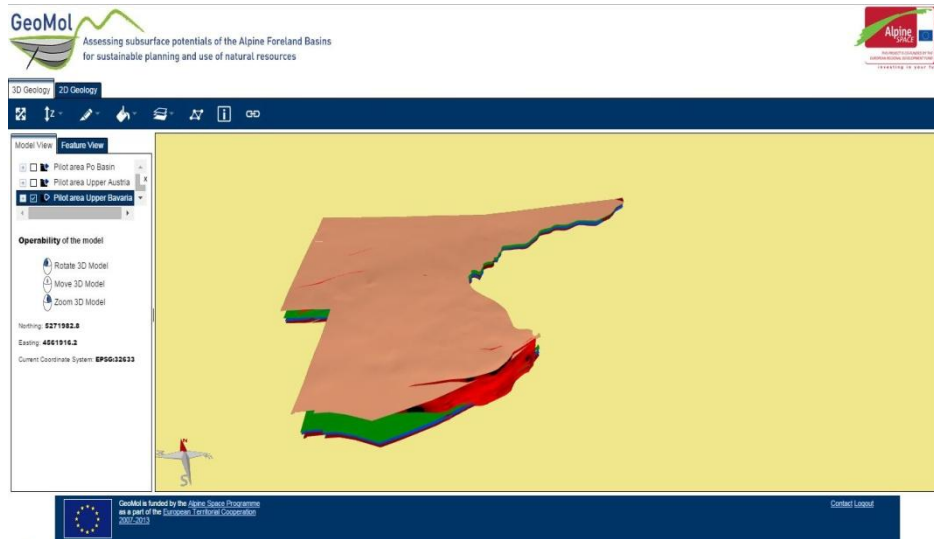 GeoMol
Assessing subsurface potentials of the Alpine Foreland Basins
for sustainable planning and use of natural resources
Alpine
SPACE
3D Geology 2D Geology
Z
Model View Feature View
Pilot area Po Basin
Pilot area Upper Austria
x
Pilot area Upper Bavaria
Operability of the model
Rotate 3D Model
Move 3D Model
Zoom 3D Model
Northing: 5271982.8
Easting: 4561916.2
Current Coordinate System: EPSG:32633
N
S
GeoMol is funded by the Alpine Space Programme
as a part of the European Territorial Cooperation
2007-2013
Contact Logout